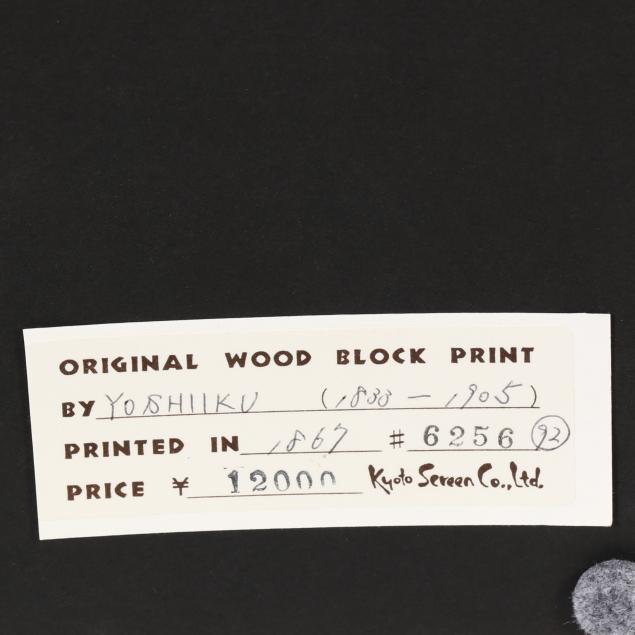 ORIGINAL WOOD BLOCK PRINT
BY YOSHIIKU (1833 - 1905)
PRINTED IN 1867 # 6256 92
PRICE ¥ 12000 Kyoto Screen Co.,Ltd.